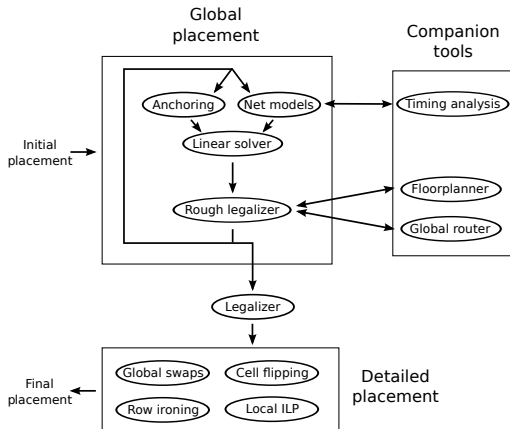 Global
placement
Companion
tools
Anchoring
Net models
Timing analysis
Initial
placement
Linear solver
Rough legalizer
Floorplanner
Global router
Legalizer
Global swaps
Cell flipping
Final
placement
Row ironing
Local ILP
Detailed
placement